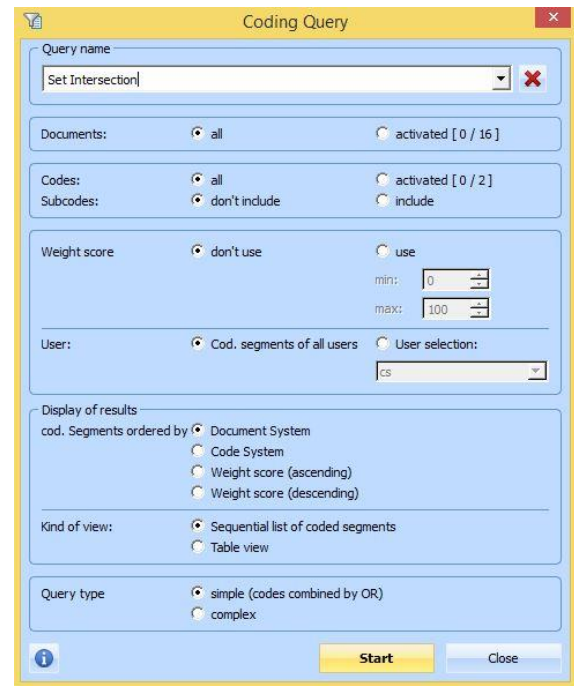 Coding Query
Query name
Set Intersection
Documents: all activated [ 0 / 16 ]
Codes: all activated [ 0 / 2 ]
Subcodes: don't include include
Weight score don't use use
min: 0
max: 100
User: Cod. segments of all users User selection:
cs
Display of results
cod. Segments ordered by Document System
Code System
Weight score (ascending)
Weight score (descending)
Kind of view: Sequential list of coded segments
Table view
Query type simple (codes combined by OR)
complex
Start Close